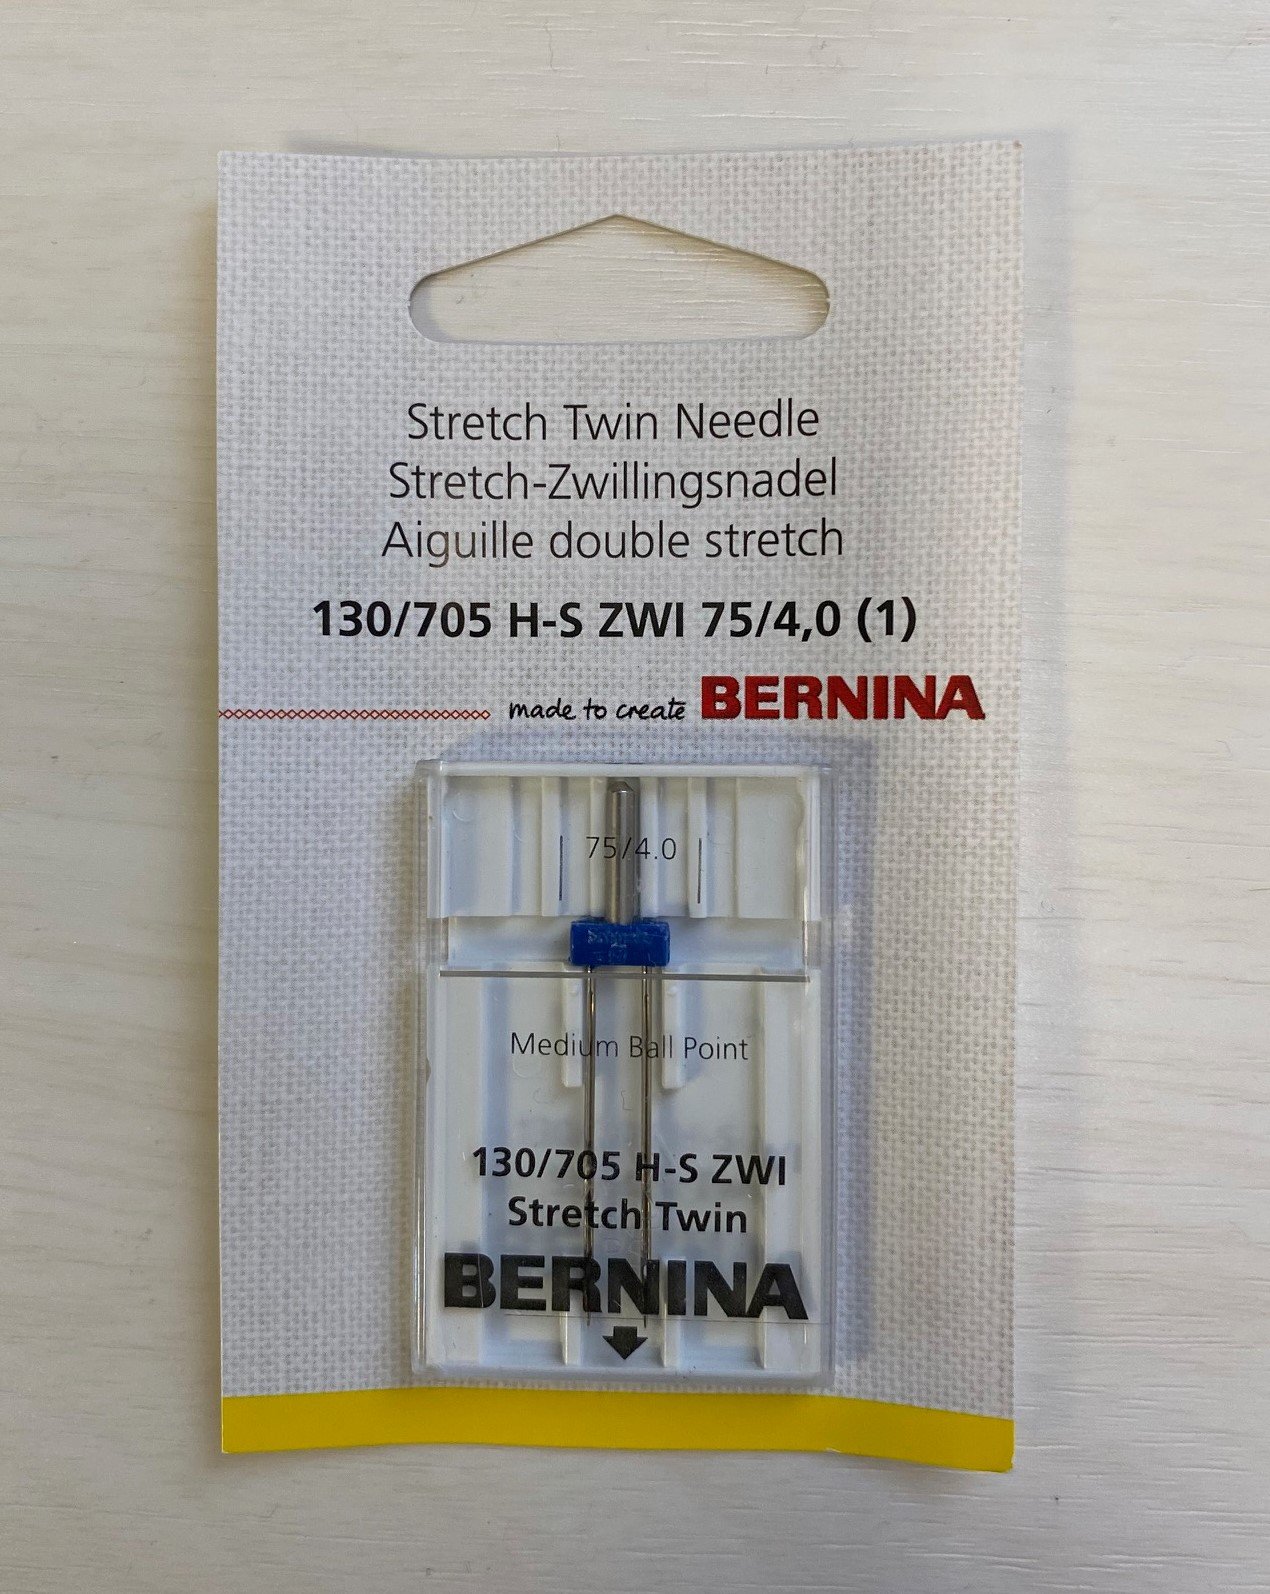 Stretch Twin Needle
Stretch-Zwillingsnadel
Aiguille double stretch
130/705 H-S ZWI 75/4,0 (1)
made to create BERNINA
75/4.0
Medium Ball Point
130/705 H-S ZWI
Stretch Twin
BERNINA